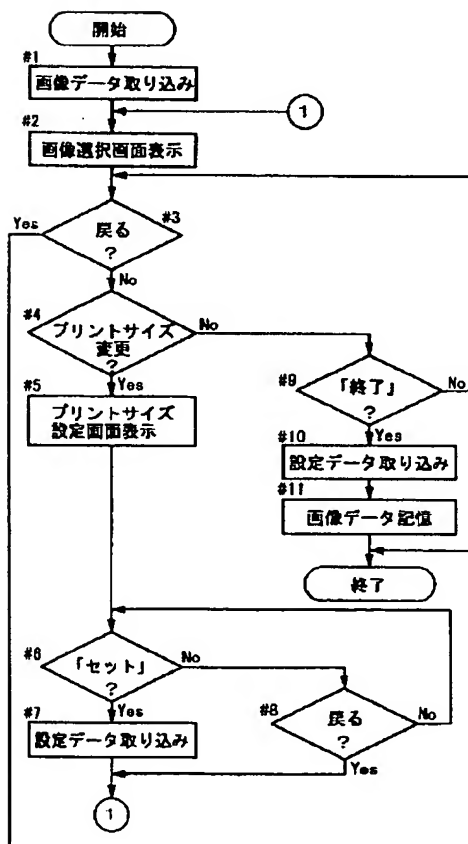 開始
#1
画像データ取り込み
1
#2
画像選択画面表示
Yes
#3
戻る
?
No
#4
プリントサイズ
変更
?
No
Yes
#5
プリントサイズ
設定画面表示
#9
「終了」
?
No
Yes
#10
設定データ取り込み
#11
画像データ記憶
終了
#6
「セット」
?
No
Yes
#7
設定データ取り込み
#8
戻る
?
No
Yes
1